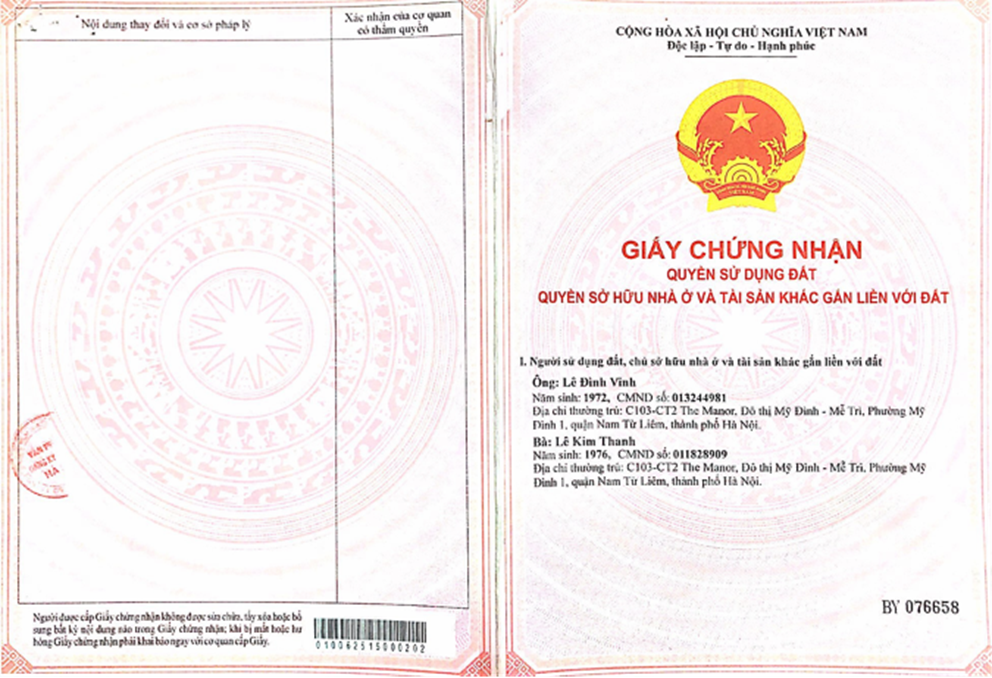 Nội dung thay đổi và cơ sở pháp lý
Xác nhận của cơ quan
có thẩm quyền
Người được cấp Giấy chứng nhận không được sửa chữa, tẩy xóa hoặc bổ
sung bất kỳ nội dung nào trong Giấy chứng nhận; khi bị mất hoặc hư
hỏng Giấy chứng nhận phải khai báo ngay với cơ quan cấp Giấy.
010062515000202
CỘNG HÒA XÃ HỘI CHỦ NGHĨA VIỆT NAM
Độc lập - Tự do - Hạnh phúc
GIẤY CHỨNG NHẬN
QUYỀN SỬ DỤNG ĐẤT
QUYỀN SỞ HỮU NHÀ Ở VÀ TÀI SẢN KHÁC GẮN LIỀN VỚI ĐẤT
I. Người sử dụng đất, chủ sở hữu nhà ở và tài sản khác gắn liền với đất
Ông: Lê Đình Vĩnh
Năm sinh: 1972, CMND số: 013244981
Địa chỉ thường trú: C103-CT2 The Manor, Đô thị Mỹ Đình - Mễ Trì, Phường Mỹ
Đình 1, quận Nam Từ Liêm, thành phố Hà Nội.
Bà: Lê Kim Thanh
Năm sinh: 1976, CMND số: 011828909
Địa chỉ thường trú: C103-CT2 The Manor, Đô thị Mỹ Đình - Mễ Trì, Phường Mỹ
Đình 1, quận Nam Từ Liêm, thành phố Hà Nội.
BY 076658